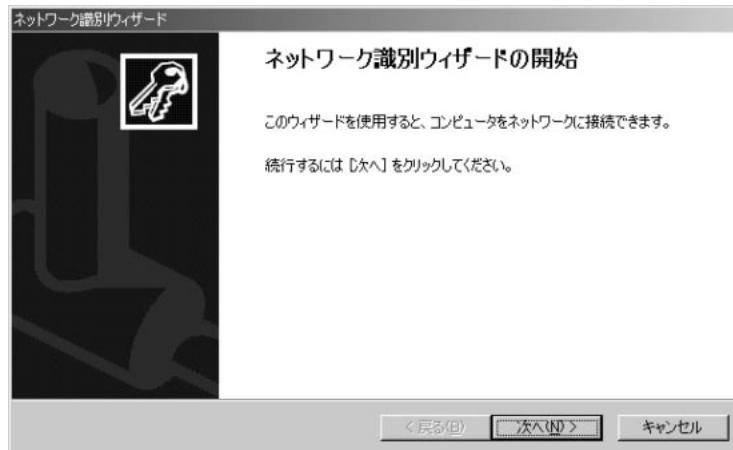 ネットワーク識別ウィザード
ネットワーク識別ウィザードの開始
このウィザードを使用すると、コンピュータをネットワークに接続できます。
続行するには [次へ] をクリックしてください。
< 戻る(B)
次へ(N) >
キャンセル